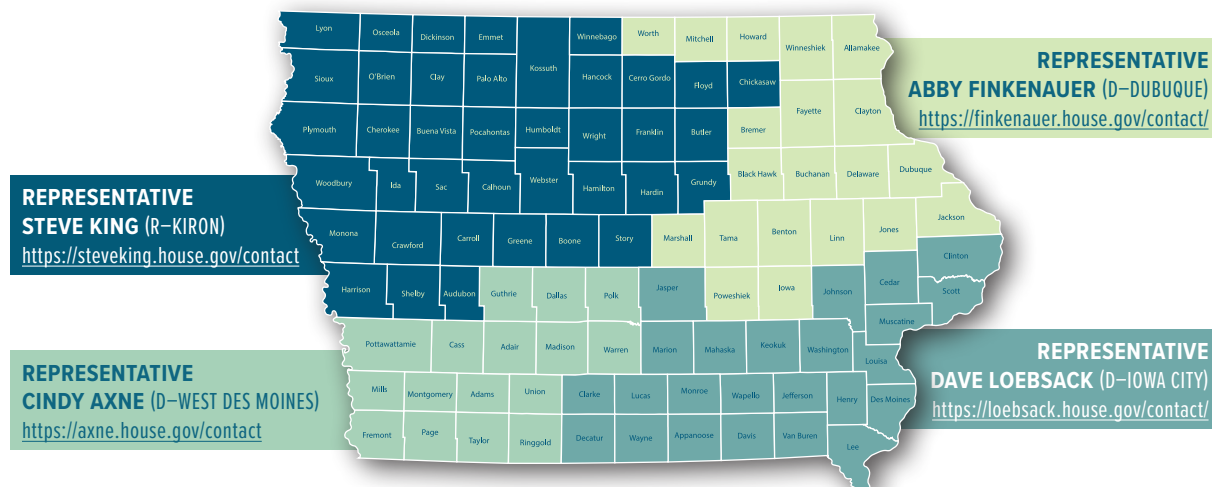 Lyon Osceola Dickinson Emmet Kossuth Winnebago Worth Mitchell Howard Winneshiek Allamakee
Sioux O'Brien Clay Palo Alto Hancock Cerro Gordo Floyd Chickasaw
REPRESENTATIVE
ABBY FINKENAUER (D–DUBUQUE)
https://finkenauer.house.gov/contact/
Plymouth Cherokee Buena Vista Pocahontas Humboldt Wright Franklin Butler Bremer Fayette Clayton
Woodbury Ida Sac Calhoun Webster Hamilton Hardin Grundy Black Hawk Buchanan Delaware Dubuque
REPRESENTATIVE
STEVE KING (R–KIRON)
https://steveking.house.gov/contact
Monona Crawford Carroll Greene Boone Story Marshall Tama Benton Linn Jones Jackson
Clinton
Harrison Shelby Audubon Guthrie Dallas Polk Jasper Poweshiek Iowa Johnson Cedar Scott
Muscatine
Pottawattamie Cass Adair Madison Warren Marion Mahaska Keokuk Washington Louisa
REPRESENTATIVE
CINDY AXNE (D–WEST DES MOINES)
https://axne.house.gov/contact
REPRESENTATIVE
DAVE LOEBSACK (D–IOWA CITY)
https://loebsack.house.gov/contact/
Mills Montgomery Adams Union Clarke Lucas Monroe Wapello Jefferson Henry Des Moines
Fremont Page Taylor Ringgold Decatur Wayne Appanoose Davis Van Buren Lee